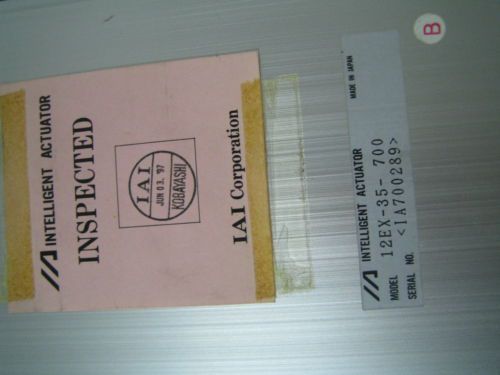 INTELLIGENT ACTUATOR
INSPECTED
IAI
JUN 03. '97
KOBAYASHI
IAI Corporation
INTELLIGENT ACTUATOR
MODEL 12EX-35- 700
SERIAL NO. <IA700289>
MADE IN JAPAN
B